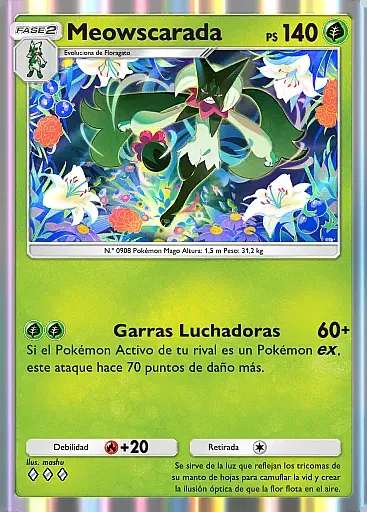 FASE 2 Meowscarada PS 140
Evoluciona de Floragato
N.º 0908 Pokémon Mago Altura: 1,5 m Peso: 31,2 kg
Garras Luchadoras 60+
Si el Pokémon Activo de tu rival es un Pokémon ex,
este ataque hace 70 puntos de daño más.
Debilidad +20 Retirada
Ilus. mashu
Se sirve de la luz que reflejan los tricomas de
su manto de hojas para camuflar la vid y crear
la ilusión óptica de que la flor flota en el aire.